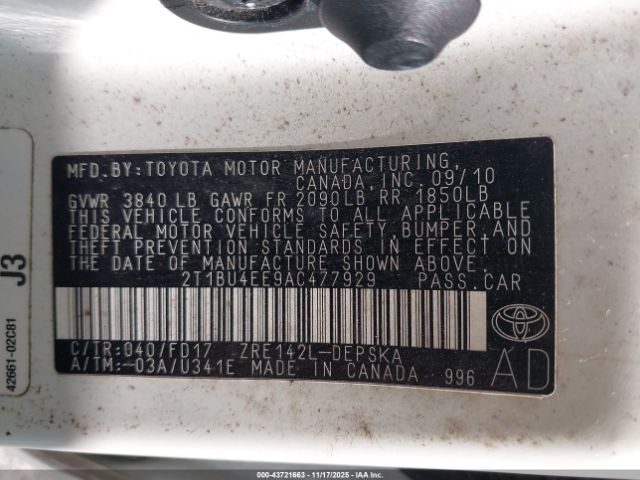 MFD. BY: TOYOTA MOTOR MANUFACTURING,
CANADA, INC. 09/10
GVWR 3840 LB GAWR FR 2090LB RR 1850LB
THIS VEHICLE CONFORMS TO ALL APPLICABLE
FEDERAL MOTOR VEHICLE SAFETY, BUMPER, AND
THEFT PREVENTION STANDARDS IN EFFECT ON
THE DATE OF MANUFACTURE SHOWN ABOVE.
2T1BU4EE9AC477929 PASS. CAR
C/TR: 040/FD17 ZRE142L-DEPSKA
A/TM: -03A/U341E MADE IN CANADA 996
AD
42661-02C81
J3
000-43721663 | 11/17/2025 | IAA Inc.